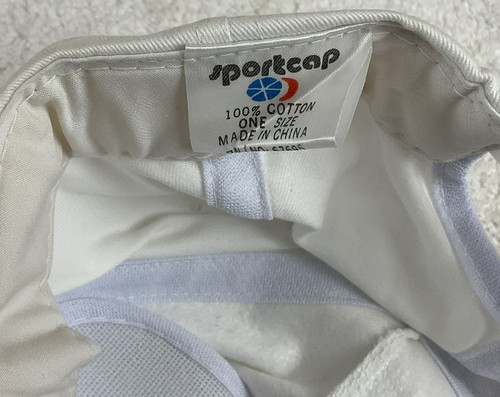 sportcap
100% COTTON
ONE SIZE
MADE IN CHINA